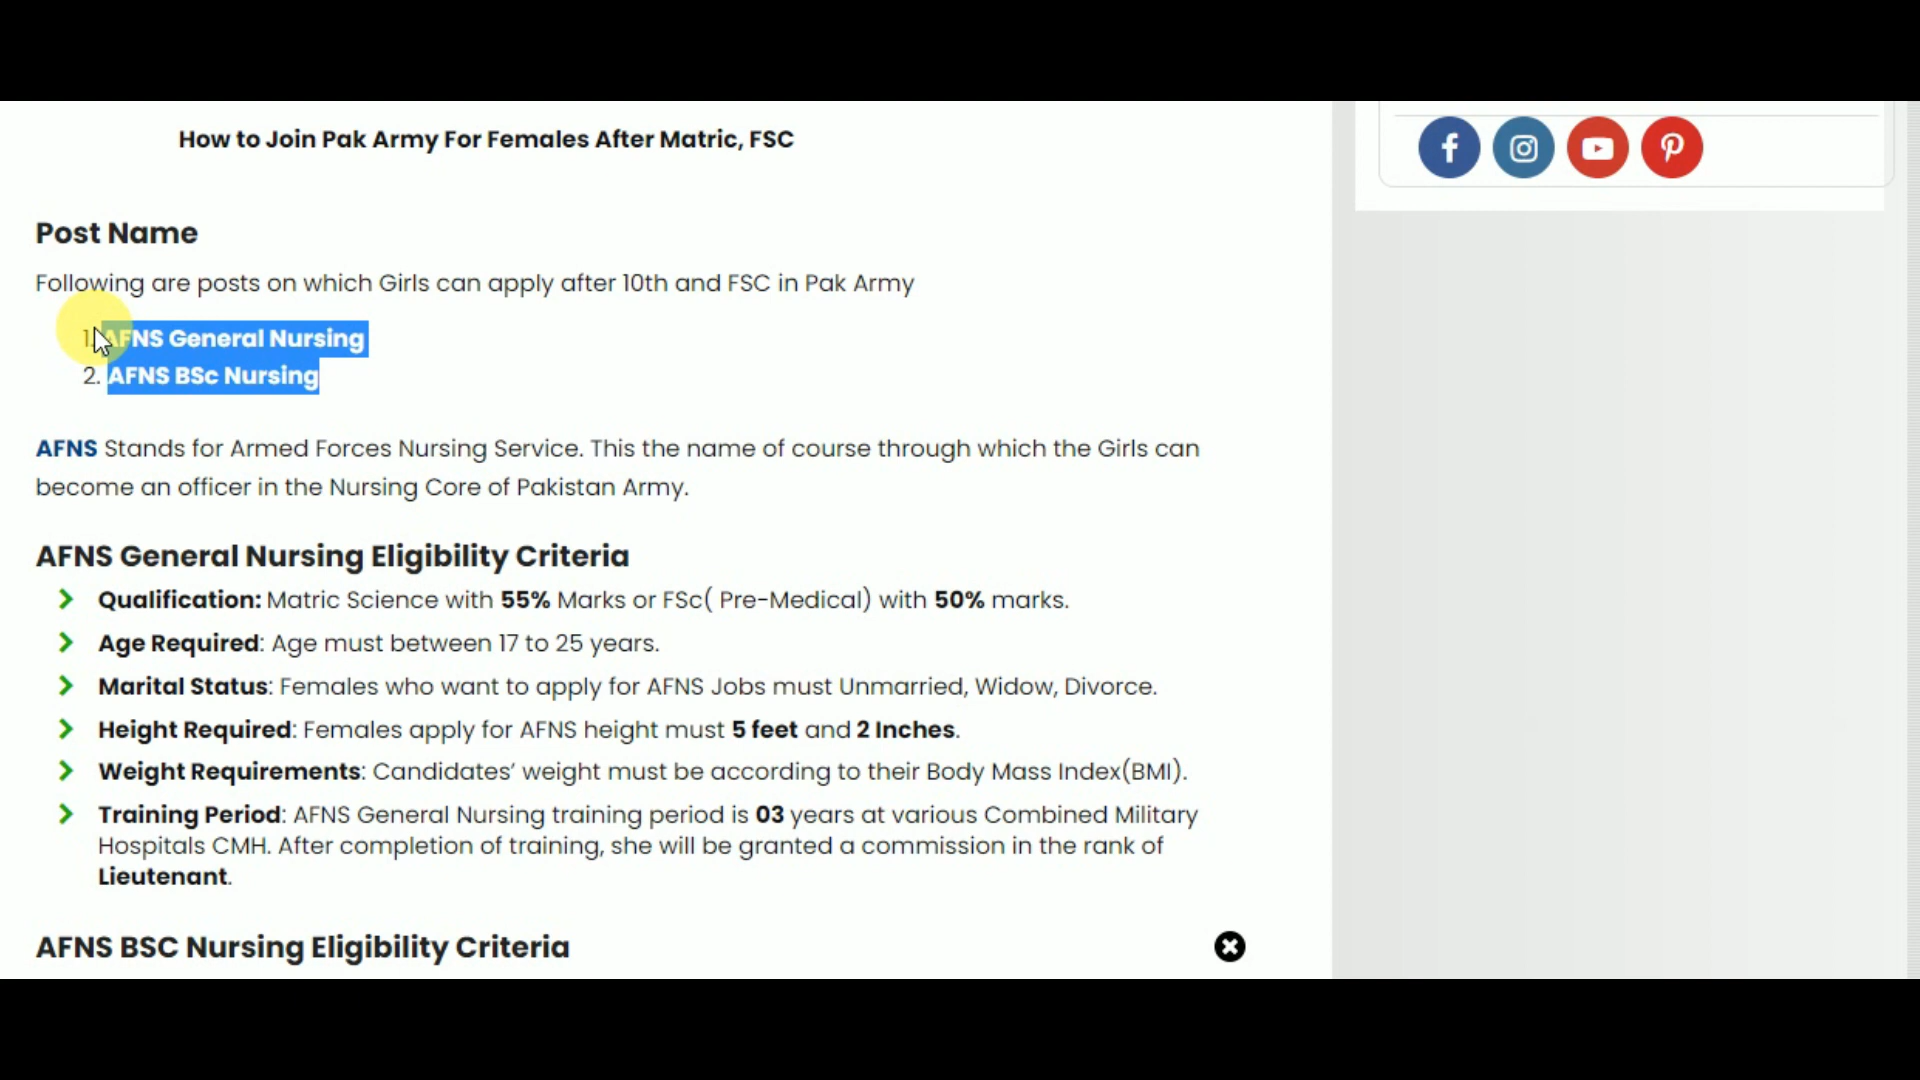 How to Join Pak Army For Females After Matric, FSC
Post Name
Following are posts on which Girls can apply after 10th and FSC in Pak Army
1. AFNS General Nursing
2. AFNS BSc Nursing
AFNS Stands for Armed Forces Nursing Service. This the name of course through which the Girls can
become an officer in the Nursing Core of Pakistan Army.
AFNS General Nursing Eligibility Criteria
Qualification: Matric Science with 55% Marks or FSc( Pre-Medical) with 50% marks.
Age Required: Age must between 17 to 25 years.
Marital Status: Females who want to apply for AFNS Jobs must Unmarried, Widow, Divorce.
Height Required: Females apply for AFNS height must 5 feet and 2 Inches.
Weight Requirements: Candidates’ weight must be according to their Body Mass Index(BMI).
Training Period: AFNS General Nursing training period is 03 years at various Combined Military
Hospitals CMH. After completion of training, she will be granted a commission in the rank of
Lieutenant.
AFNS BSC Nursing Eligibility Criteria